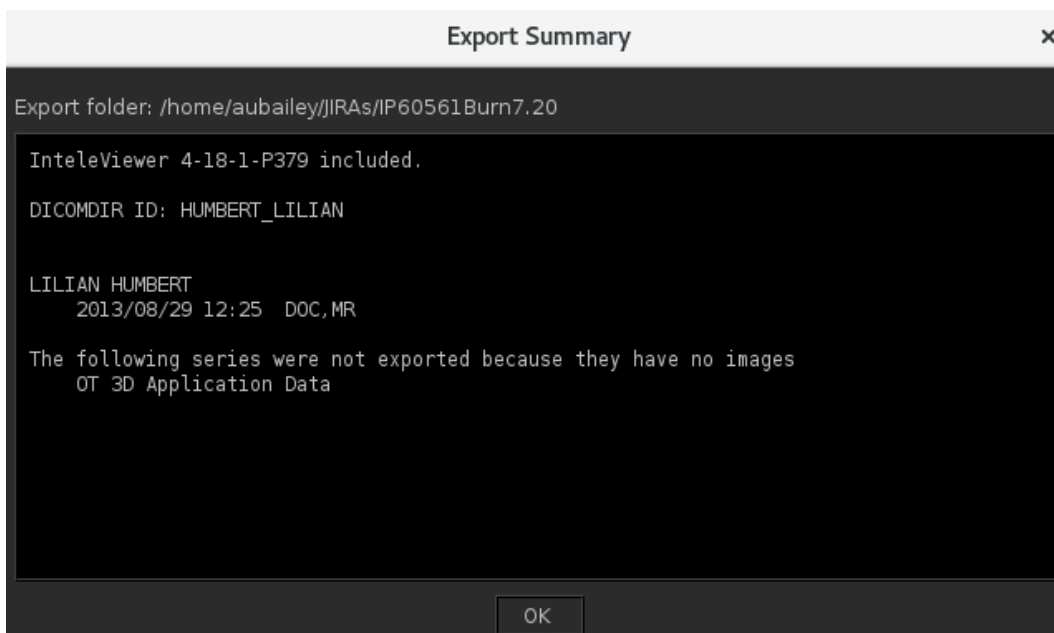 Export Summary
×
Export folder: /home/aubailey/JIRAs/IP60561Burn7.20
InteleViewer 4-18-1-P379 included.
DICOMDIR ID: HUMBERT_LILIAN
LILIAN HUMBERT
2013/08/29 12:25  DOC,MR
The following series were not exported because they have no images
OT 3D Application Data
OK